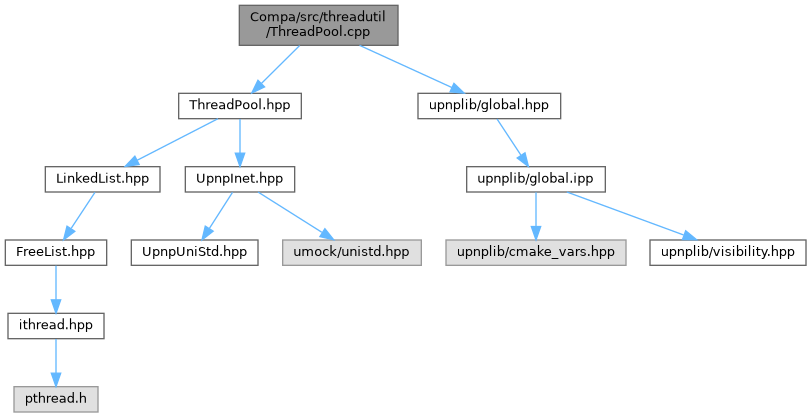 Compa/src/threadutil
/ThreadPool.cpp
ThreadPool.hpp
upnplib/global.hpp
LinkedList.hpp
UpnpInet.hpp
upnplib/global.ipp
FreeList.hpp
UpnpUniStd.hpp
umock/unistd.hpp
upnplib/cmake_vars.hpp
upnplib/visibility.hpp
ithread.hpp
pthread.h